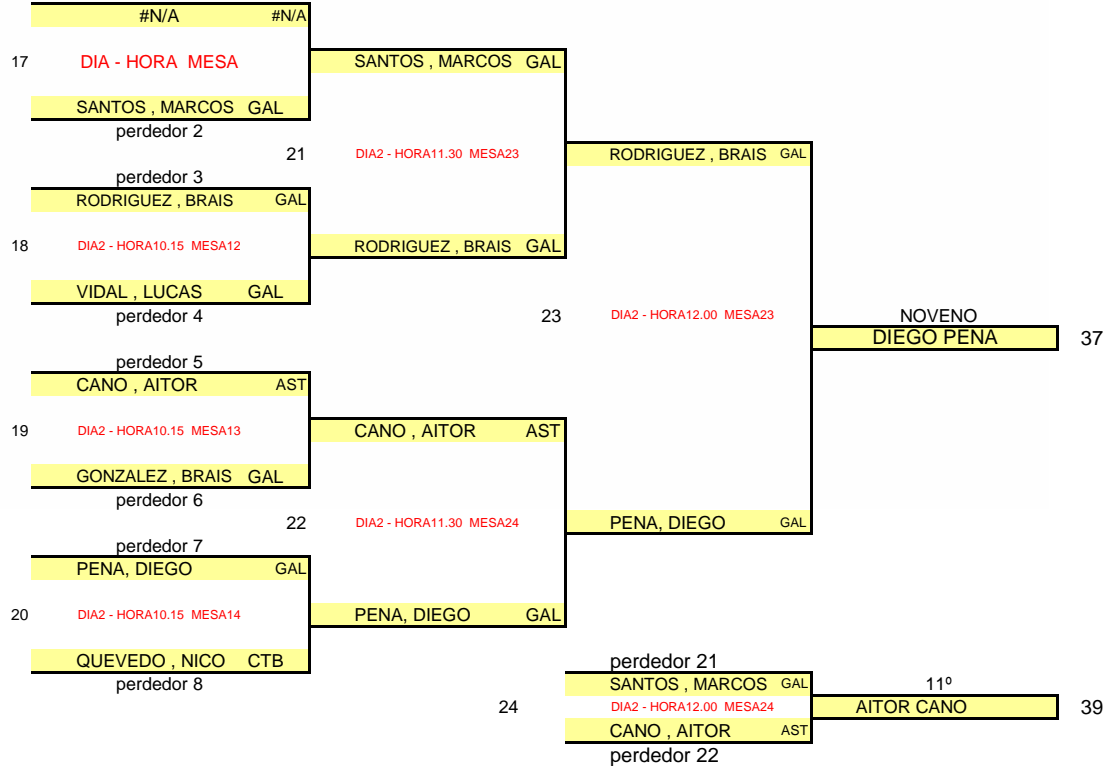 #N/A #N/A
17 DIA - HORA MESA SANTOS , MARCOS GAL
SANTOS , MARCOS GAL
perdedor 2
21 DIA2 - HORA11.30 MESA23 RODRIGUEZ , BRAIS GAL
perdedor 3
RODRIGUEZ , BRAIS GAL
18 DIA2 - HORA10.15 MESA12 RODRIGUEZ , BRAIS GAL
VIDAL , LUCAS GAL
perdedor 4 23 DIA2 - HORA12.00 MESA23 NOVENO
DIEGO PENA 37
perdedor 5
CANO , AITOR AST
19 DIA2 - HORA10.15 MESA13 CANO , AITOR AST
GONZALEZ , BRAIS GAL
perdedor 6
22 DIA2 - HORA11.30 MESA24 PENA, DIEGO GAL
perdedor 7
PENA, DIEGO GAL
20 DIA2 - HORA10.15 MESA14 PENA, DIEGO GAL
QUEVEDO , NICO CTB perdedor 21
perdedor 8 SANTOS , MARCOS GAL 11º
24 DIA2 - HORA12.00 MESA24 AITOR CANO 39
CANO , AITOR AST
perdedor 22